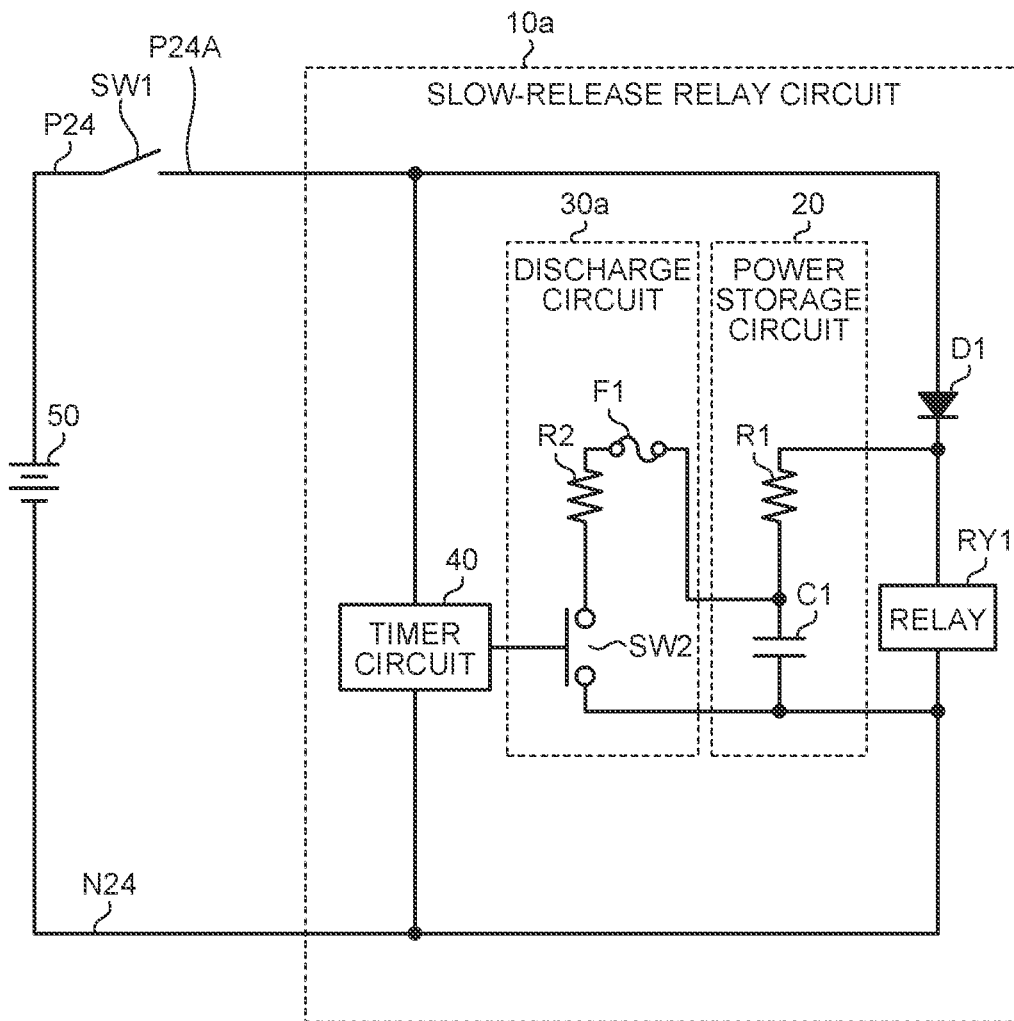 10a
P24A
SW1
P24
SLOW-RELEASE RELAY CIRCUIT
30a
20
DISCHARGE
CIRCUIT
POWER
STORAGE
CIRCUIT
D1
50
F1
R2
R1
RY1
40
C1
TIMER
CIRCUIT
SW2
RELAY
N24